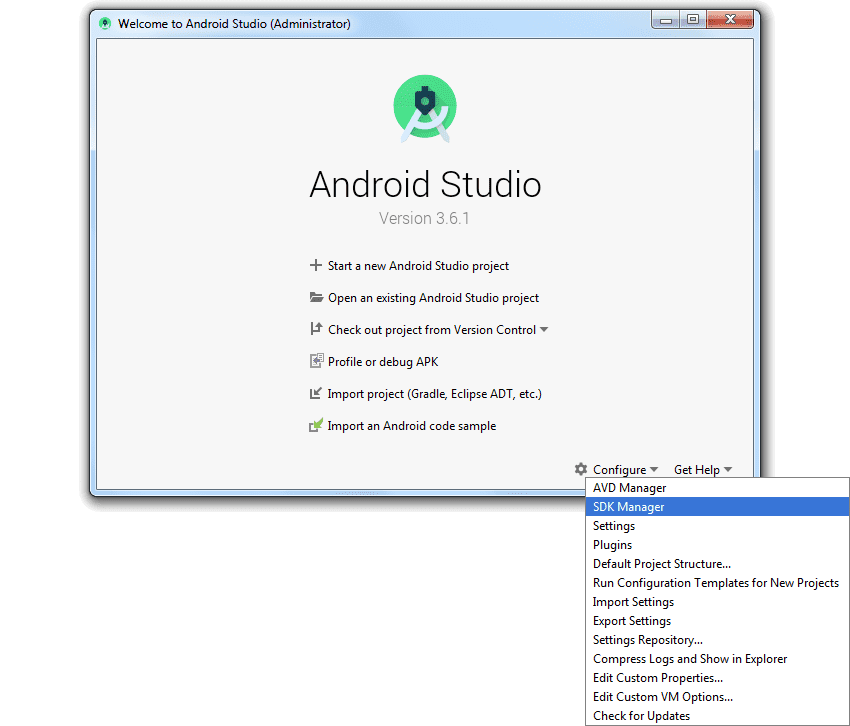 Welcome to Android Studio (Administrator)
Android Studio
Version 3.6.1
Start a new Android Studio project
Open an existing Android Studio project
Check out project from Version Control
Profile or debug APK
Import project (Gradle, Eclipse ADT, etc.)
Import an Android code sample
Configure Get Help
AVD Manager
SDK Manager
Settings
Plugins
Default Project Structure...
Run Configuration Templates for New Projects
Import Settings
Export Settings
Settings Repository...
Compress Logs and Show in Explorer
Edit Custom Properties...
Edit Custom VM Options...
Check for Updates